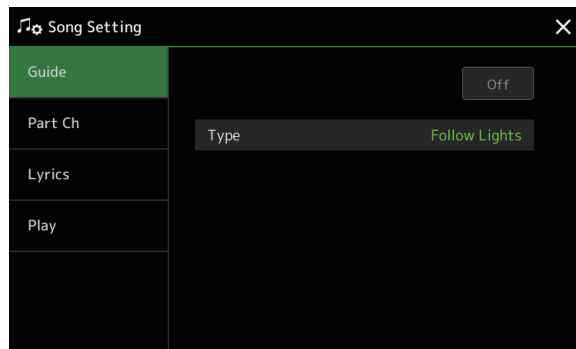 Song Setting
Guide
Off
Part Ch
Type Follow Lights
Lyrics
Play